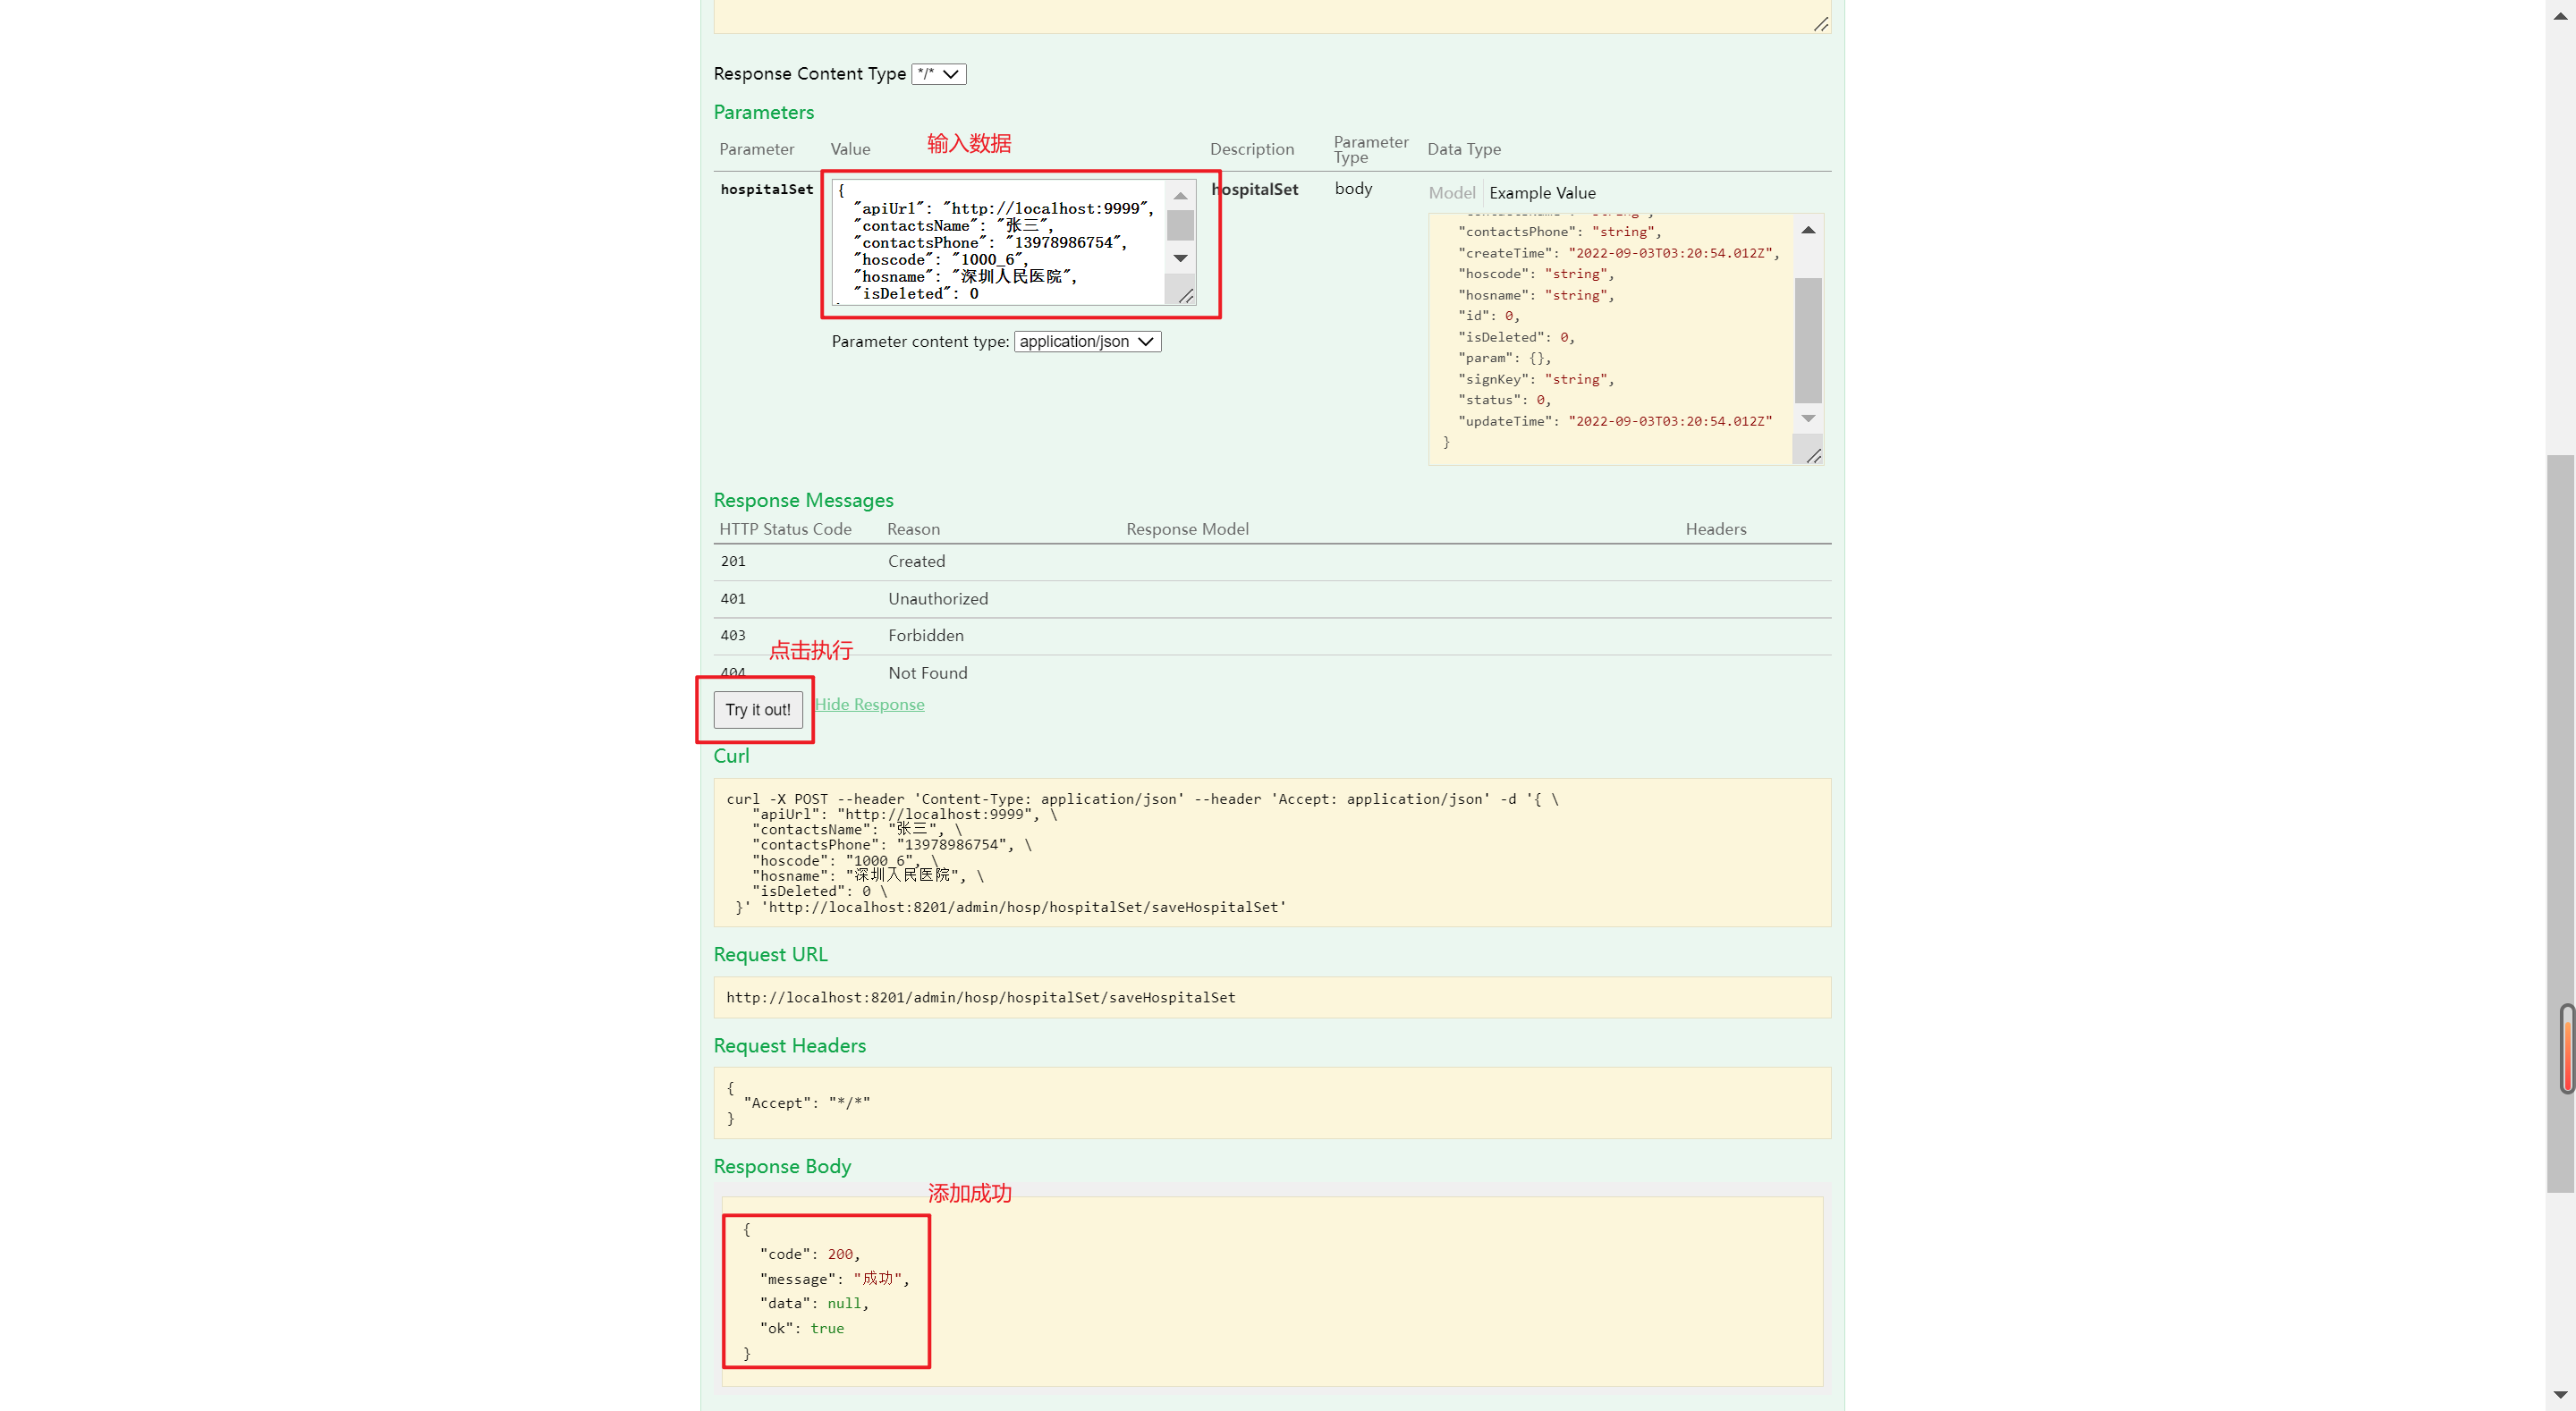 Response Content Type */*
Parameters
输入数据
Parameter Value Description Parameter Type Data Type
hospitalSet
{
"apiUrl": "http://localhost:9999",
"contactsName": "张三",
"contactsPhone": "13978986754",
"hoscode": "1000_6",
"hosname": "深圳人民医院",
"isDeleted": 0
Parameter content type: application/json
hospitalSet
body
Model Example Value
"contactsPhone": "string",
"createTime": "2022-09-03T03:20:54.012Z",
"hoscode": "string",
"hosname": "string",
"id": 0,
"isDeleted": 0,
"param": {},
"signKey": "string",
"status": 0,
"updateTime": "2022-09-03T03:20:54.012Z"
}
Response Messages
HTTP Status Code Reason Response Model Headers
201 Created
401 Unauthorized
403 Forbidden
点击执行
404 Not Found
Try it out! Hide Response
Curl
curl -X POST --header 'Content-Type: application/json' --header 'Accept: application/json' -d '{ \
"apiUrl": "http://localhost:9999", \
"contactsName": "张三", \
"contactsPhone": "13978986754", \
"hoscode": "1000_6", \
"hosname": "深圳人民医院", \
"isDeleted": 0 \
}' 'http://localhost:8201/admin/hosp/hospitalSet/saveHospitalSet'
Request URL
http://localhost:8201/admin/hosp/hospitalSet/saveHospitalSet
Request Headers
{
"Accept": "*/*"
}
Response Body
添加成功
{
"code": 200,
"message": "成功",
"data": null,
"ok": true
}